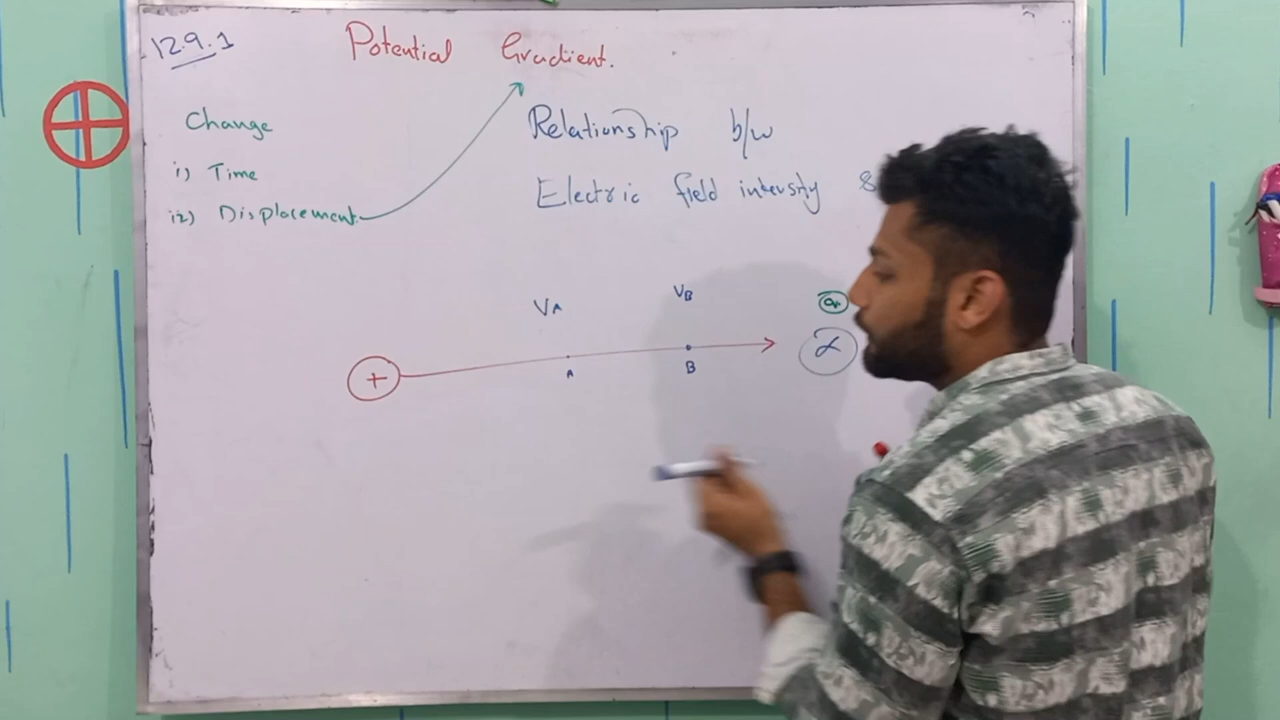 12.9.1
Potential Gradient.
Change
i) Time
ii) Displacement
Relationship b/w
Electric field intensity &
VA
VB
+
A
B
∝